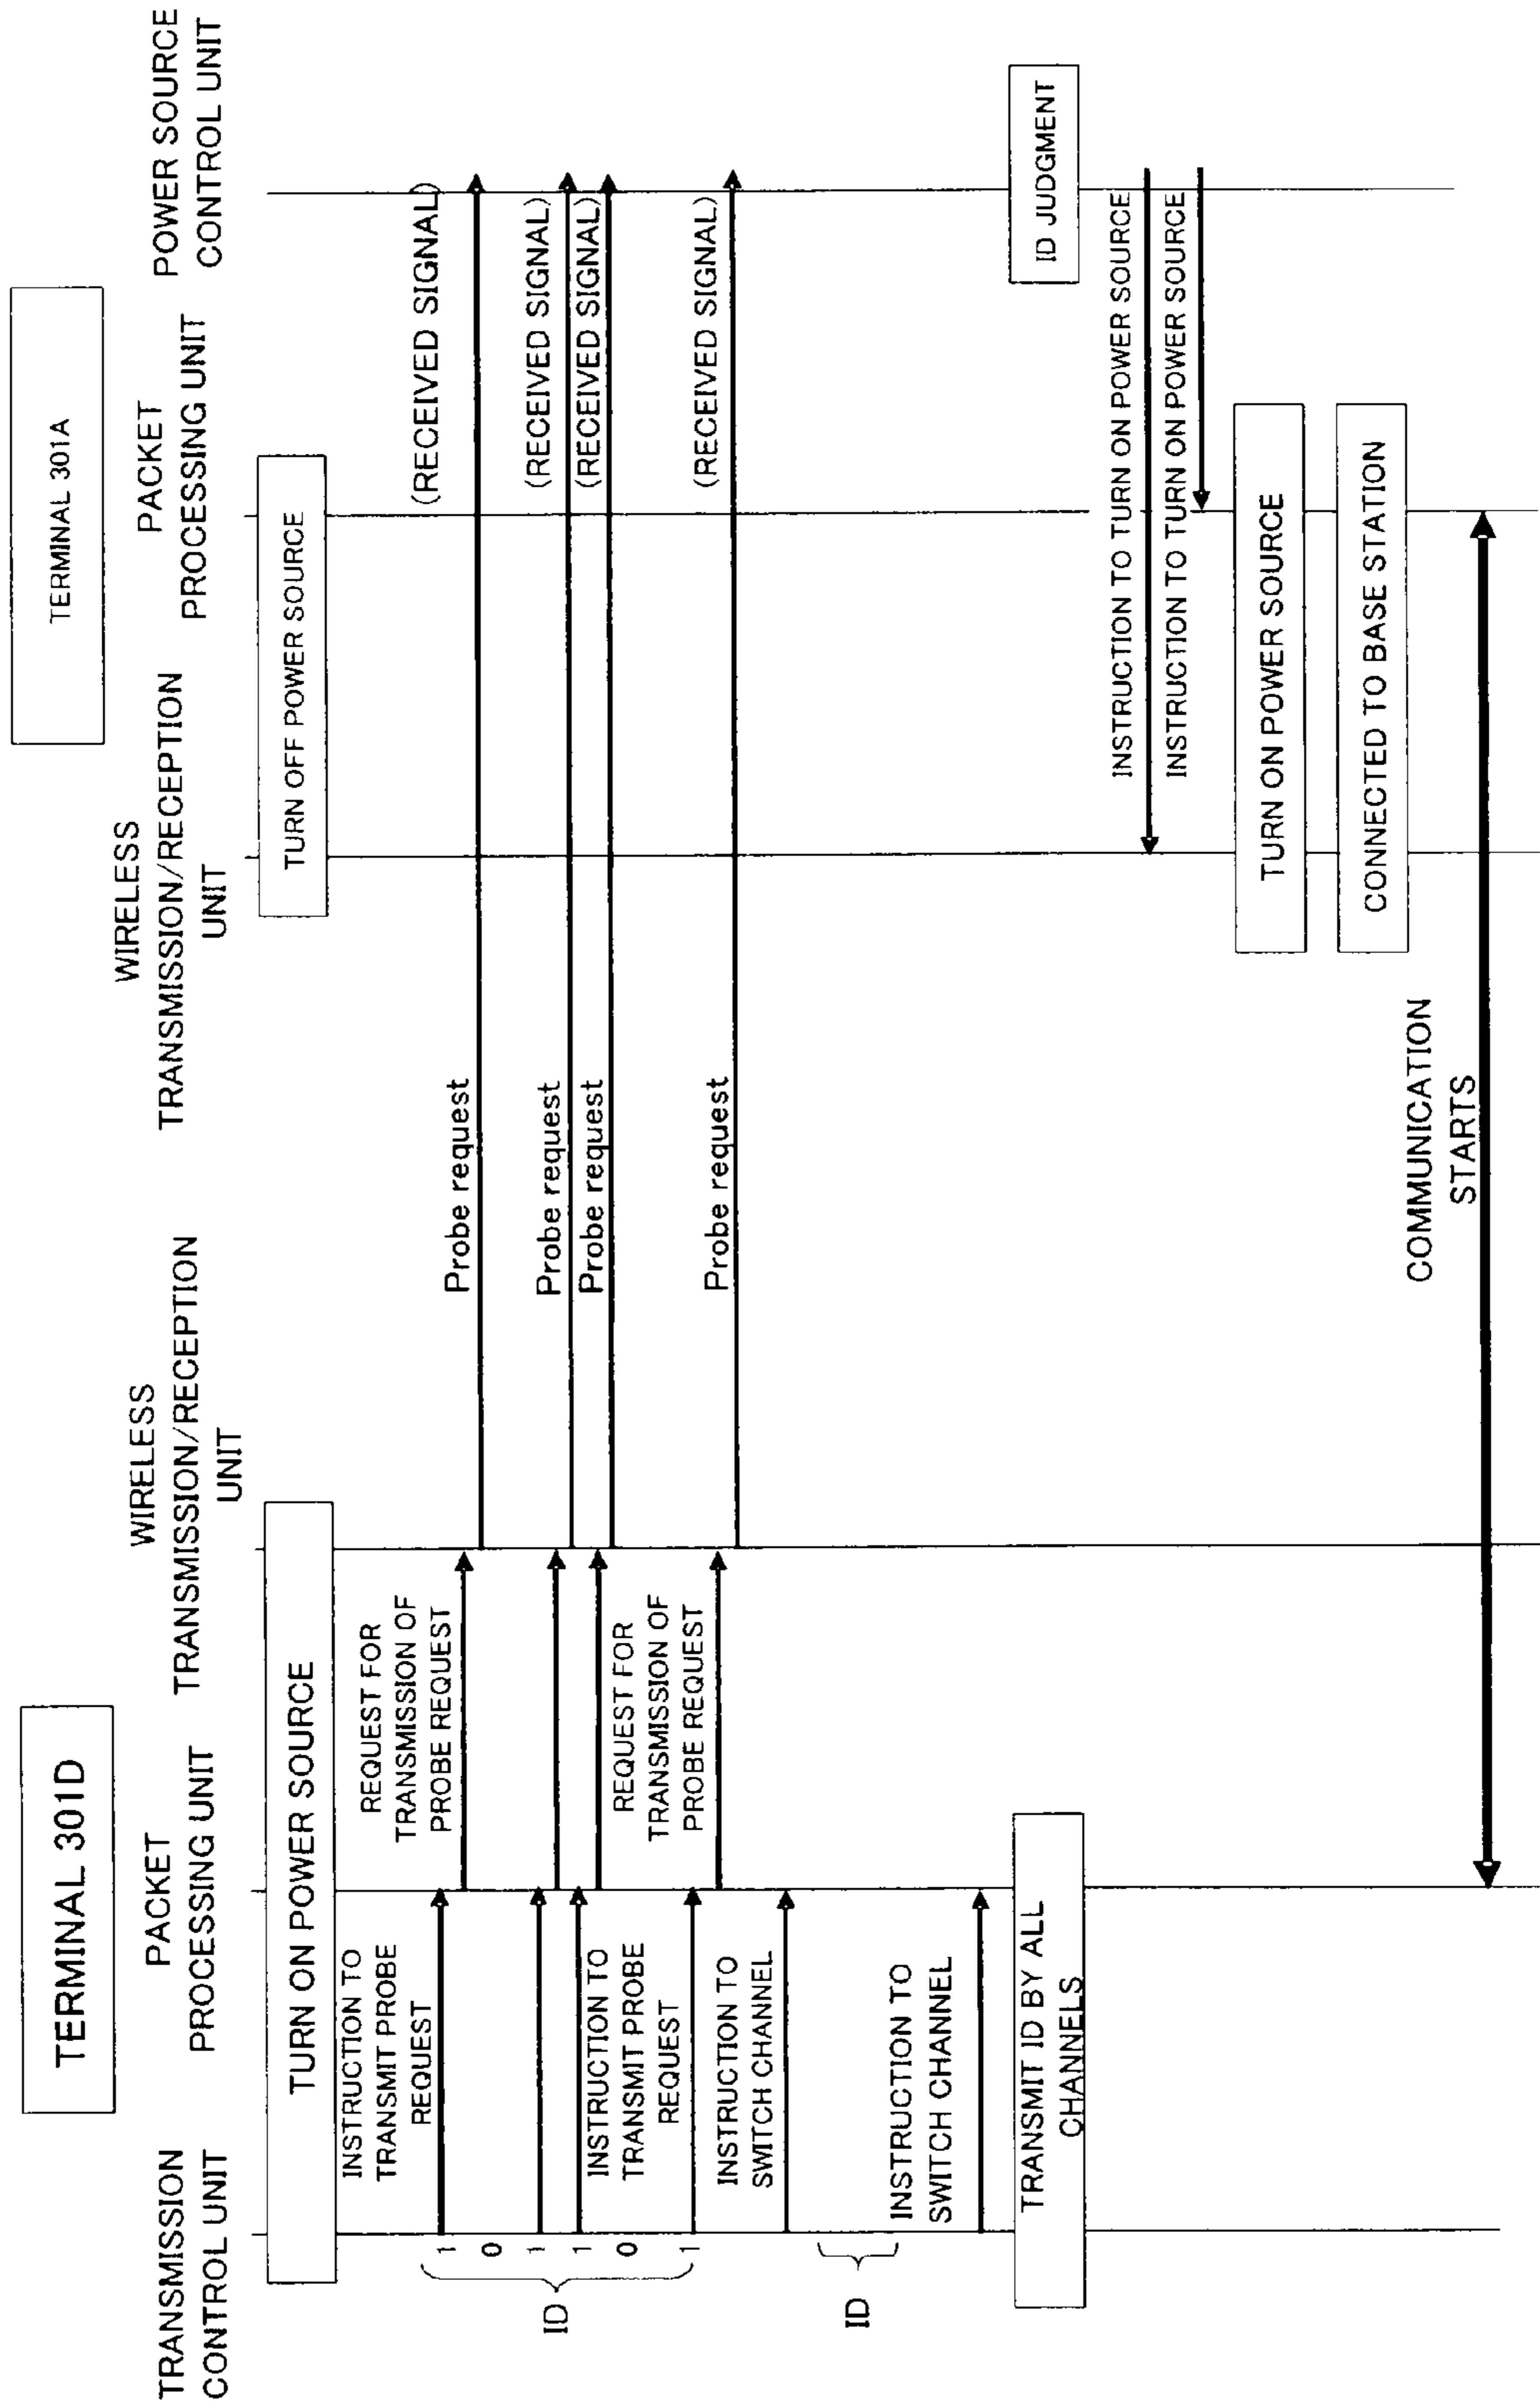 TERMINAL 301D
TERMINAL 301A
TRANSMISSION
CONTROL UNIT
PACKET
PROCESSING UNIT
WIRELESS
TRANSMISSION/RECEPTION
UNIT
WIRELESS
TRANSMISSION/RECEPTION
UNIT
PACKET
PROCESSING UNIT
POWER SOURCE
CONTROL UNIT
TURN ON POWER SOURCE
TURN OFF POWER SOURCE
INSTRUCTION TO
TRANSMIT PROBE
REQUEST
REQUEST FOR
TRANSMISSION OF
PROBE REQUEST
Probe request
(RECEIVED SIGNAL)
1
0
1
1
0
1
ID
Probe request
(RECEIVED SIGNAL)
Probe request
(RECEIVED SIGNAL)
INSTRUCTION TO
TRANSMIT PROBE
REQUEST
REQUEST FOR
TRANSMISSION OF
PROBE REQUEST
Probe request
(RECEIVED SIGNAL)
INSTRUCTION TO
SWITCH CHANNEL
ID
INSTRUCTION TO
SWITCH CHANNEL
TRANSMIT ID BY ALL
CHANNELS
ID JUDGMENT
INSTRUCTION TO TURN ON POWER SOURCE
INSTRUCTION TO TURN ON POWER SOURCE
TURN ON POWER SOURCE
CONNECTED TO BASE STATION
COMMUNICATION
STARTS